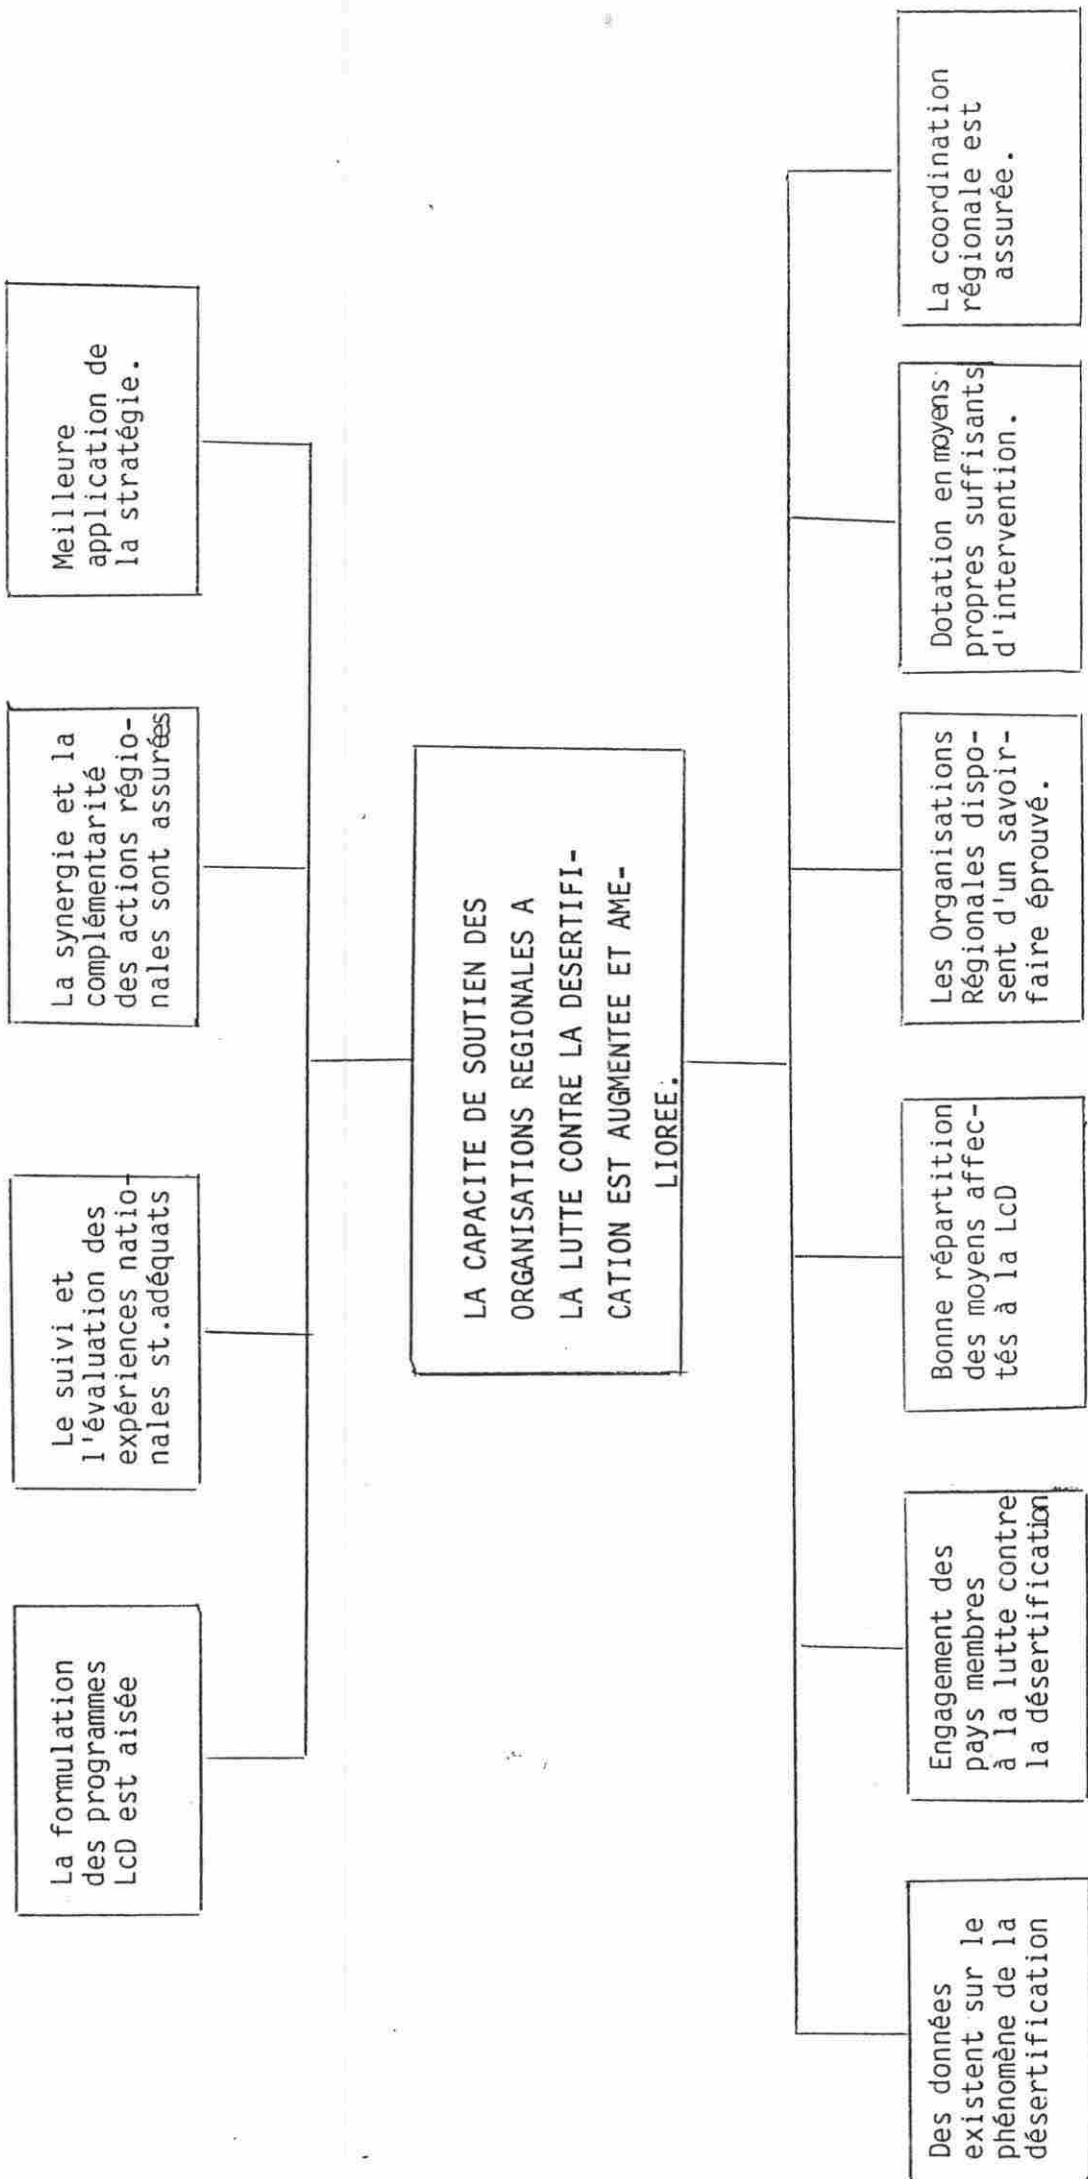 La formulation
des programmes
LcD est aisée
Le suivi et
l'évaluation des
expériences natio-
nales st.adéquats
La synergie et la
complémentarité
des actions régio-
nales sont assurées
Meilleure
application de
la stratégie.
LA CAPACITE DE SOUTIEN DES
ORGANISATIONS REGIONALES A
LA LUTTE CONTRE LA DESERTIFI-
CATION EST AUGMENTEE ET AME-
LIOREE.
Des données
existent sur le
phénomène de la
désertification
Engagement des
pays membres
à la lutte contre
la désertification
Bonne répartition
des moyens affec-
tés à la LcD
Les Organisations
Régionales dispo-
sent d'un savoir-
faire éprouvé.
Dotation en moyens
propres suffisants
d'intervention.
La coordination
régionale est
assurée.